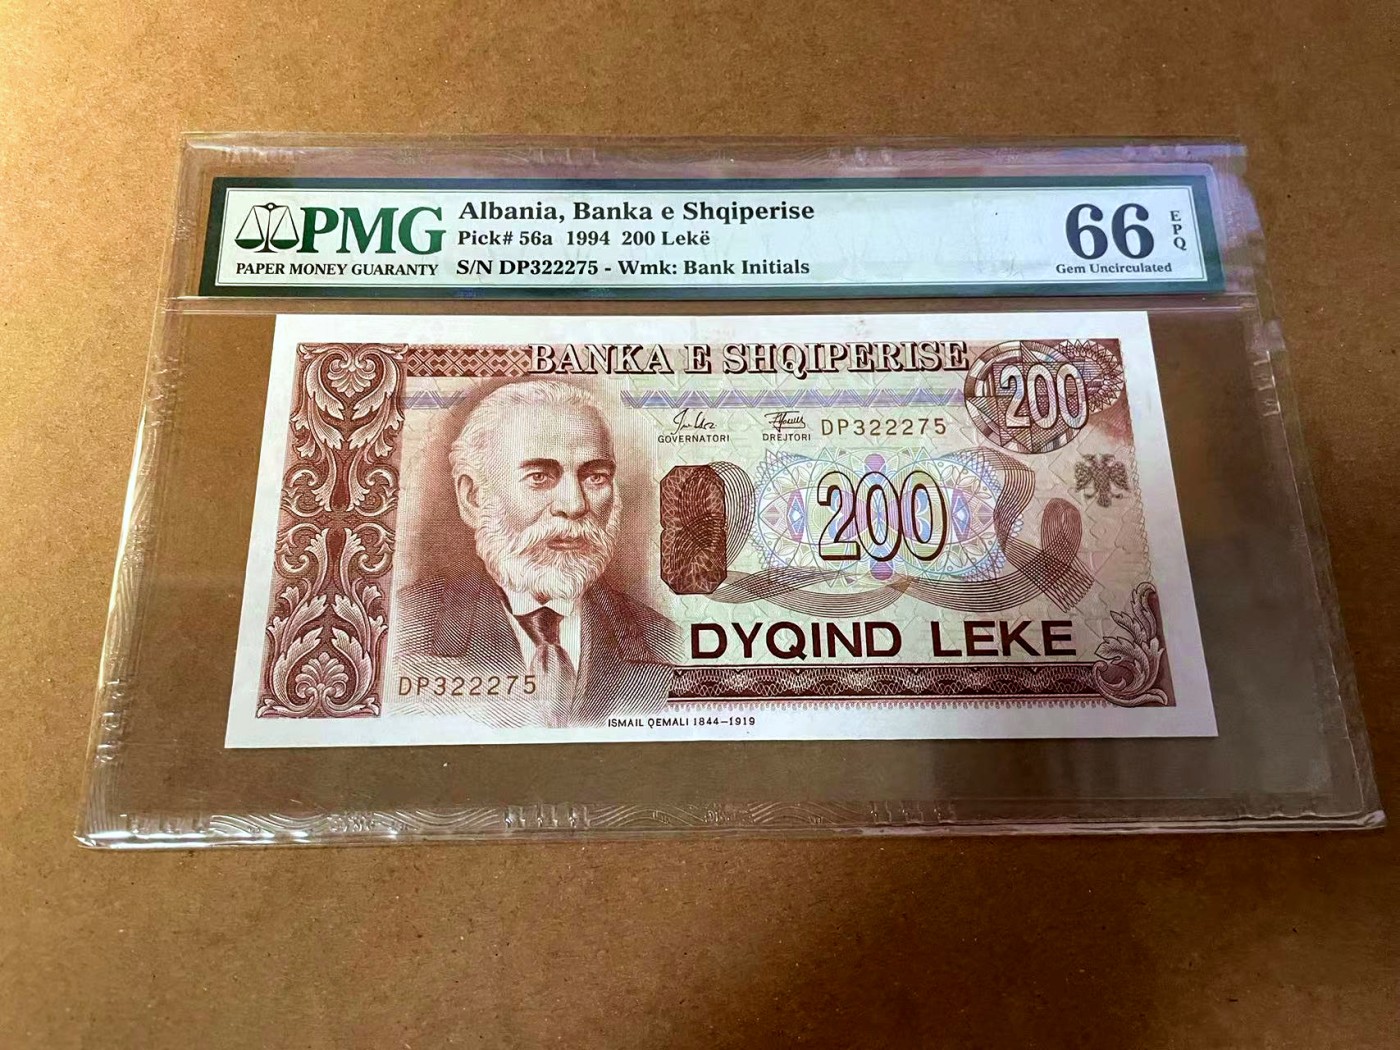 PMG
PAPER MONEY GUARANTY
Albania, Banka e Shqiperise
Pick# 56a 1994 200 Lekë
S/N DP322275 - Wmk: Bank Initials
66
EPQ
Gem Uncirculated
BANKA E SHQIPERISE
200
GOVERNATORI
DREJTORI
DP322275
200
DYQIND LEKE
DP322275
ISMAIL QEMALI 1844–1919